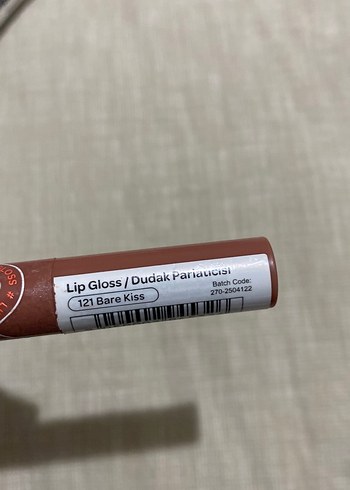 Lip Gloss / Dudak Parlatıcısı
121 Bare Kiss
Batch Code:
270-2504122